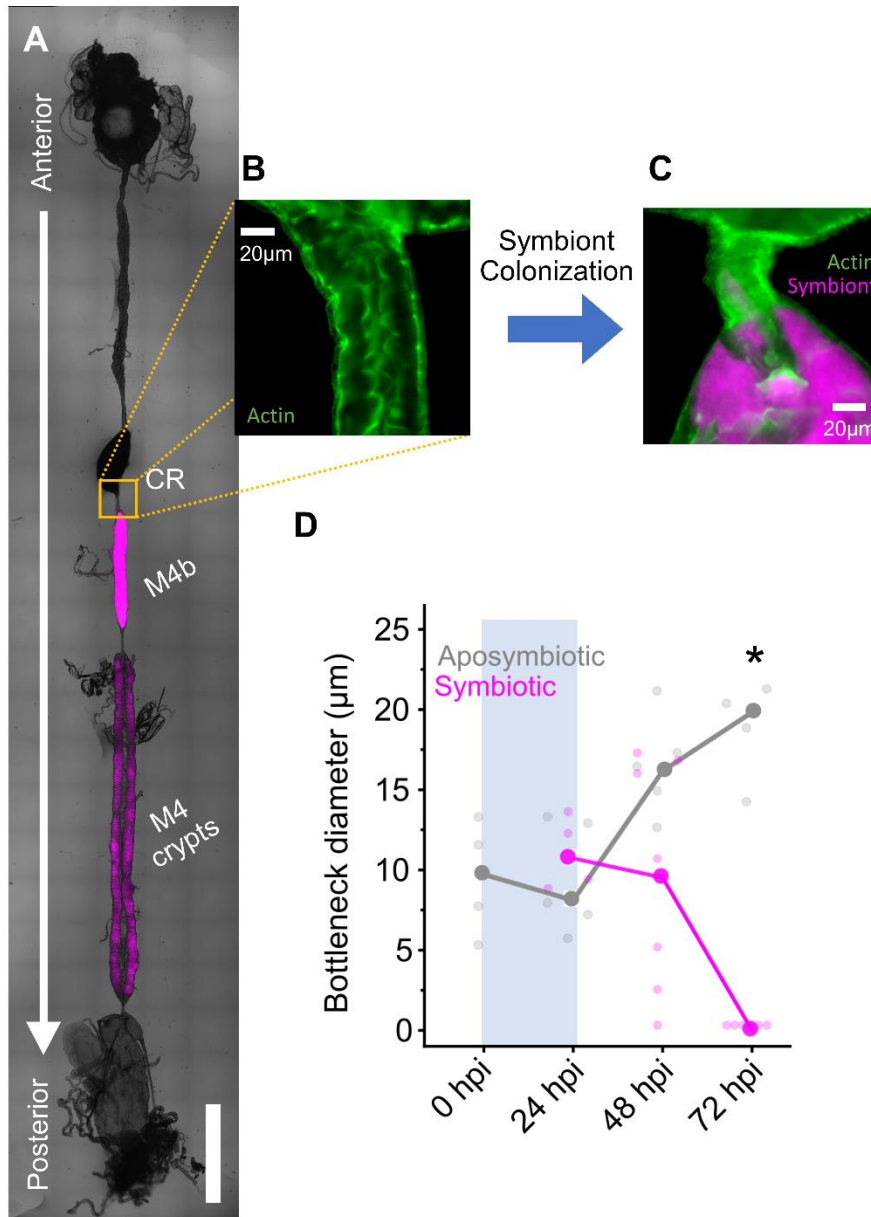 A
Anterior
Posterior
CR
M4b
M4
crypts
B
20µm
Actin
Symbiont
Colonization
C
Actin
Symbiont
20µm
D
Aposymbiotic
Symbiotic
*
Bottleneck diameter (µm)
25
20
15
10
5
0
0 hpi
24 hpi
48 hpi
72 hpi